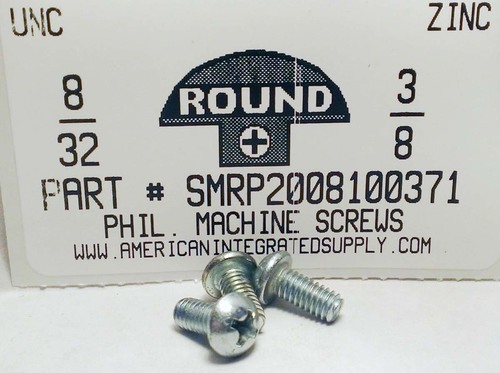 UNC ZINC
8/32 ROUND 3/8
PART # SMRP2008100371
PHIL. MACHINE SCREWS
WWW.AMERICANINTEGRATEDSUPPLY.COM